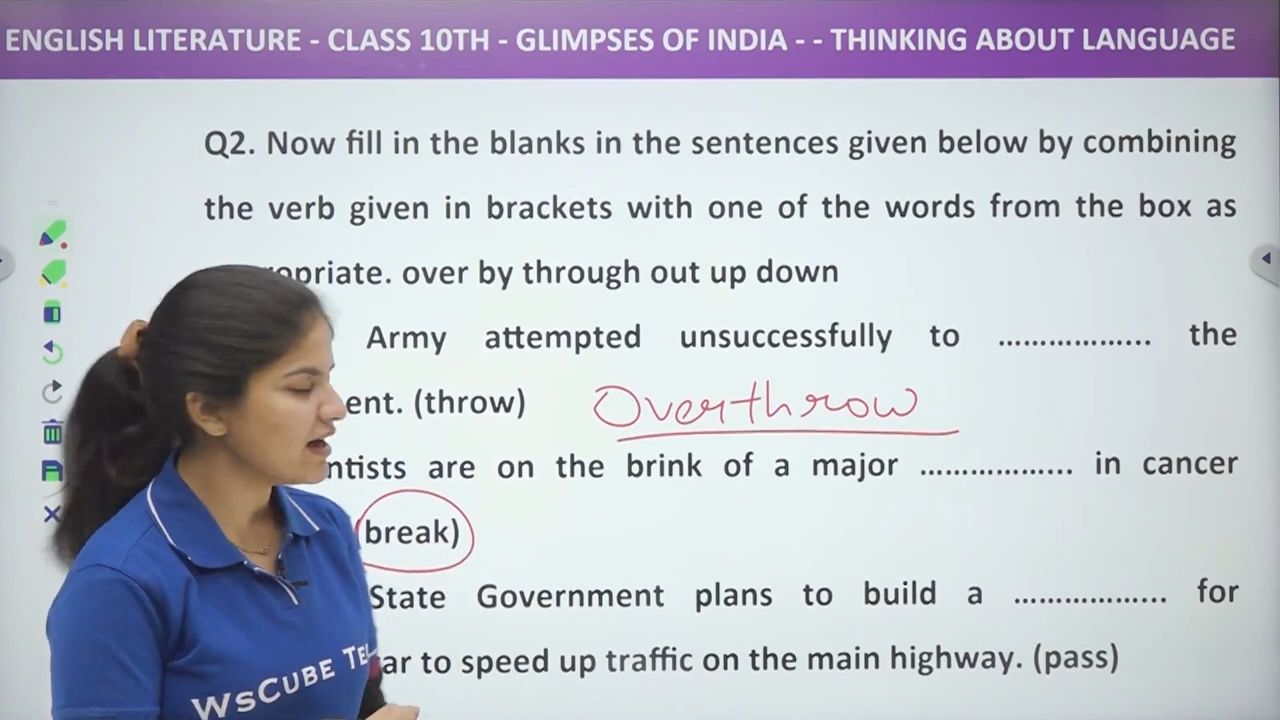 ENGLISH LITERATURE - CLASS 10TH - GLIMPSES OF INDIA - - THINKING ABOUT LANGUAGE
Q2. Now fill in the blanks in the sentences given below by combining
the verb given in brackets with one of the words from the box as
opriate. over by through out up down
Army attempted unsuccessfully to .................. the
ent. (throw) Overthrow
ntists are on the brink of a major .................. in cancer
(break)
State Government plans to build a .................. for
ar to speed up traffic on the main highway. (pass)
WsCUBE TE